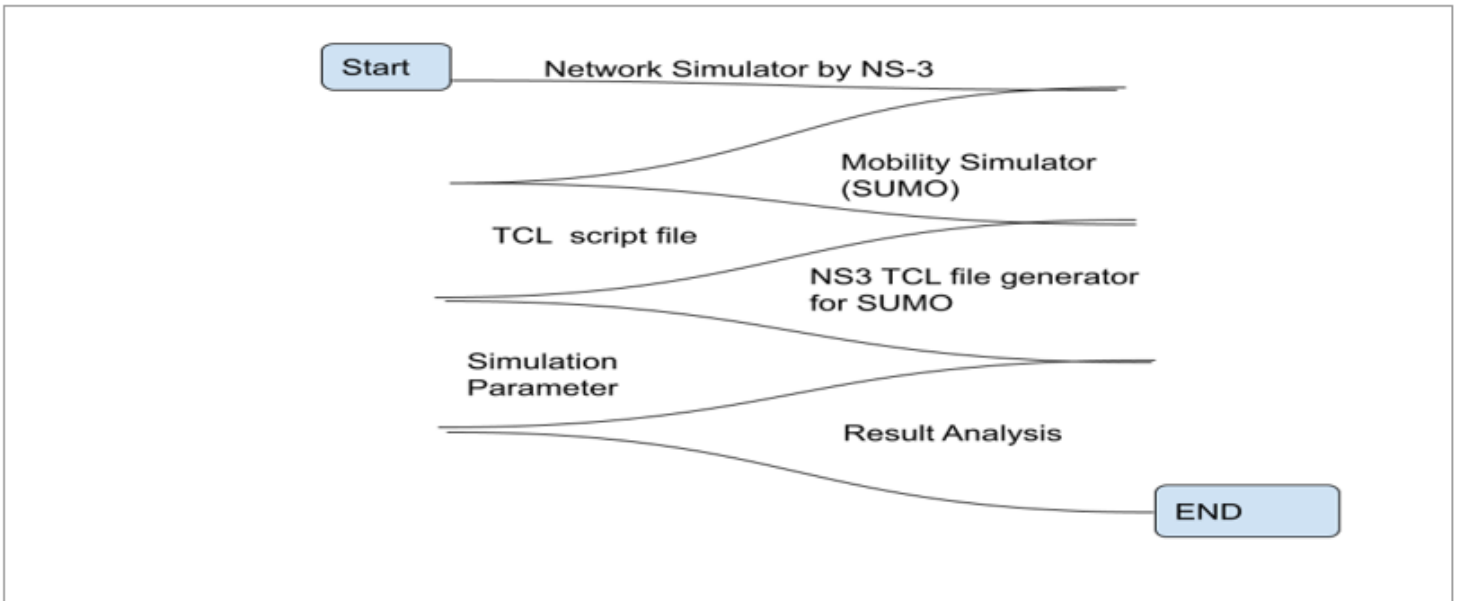 Start
Network Simulator by NS-3
Mobility Simulator
(SUMO)
TCL script file
NS3 TCL file generator
for SUMO
Simulation
Parameter
Result Analysis
END